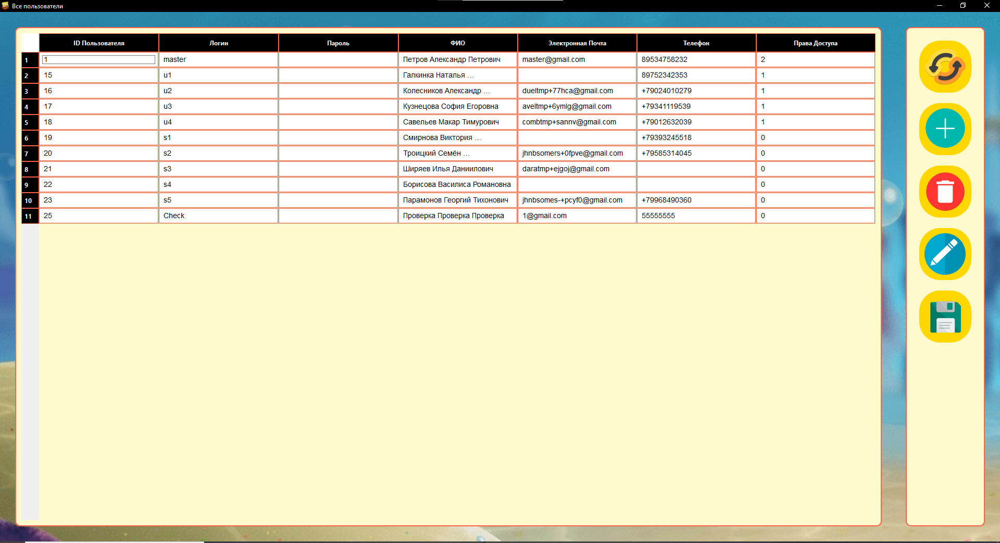 Все пользователи
ID Пользователя Логин Пароль ФИО Электронная Почта Телефон Права Доступа
1 1 master Петров Александр Петрович master@gmail.com 89534758232 2
2 15 u1 Галкинка Наталья … 89752342353 1
3 16 u2 Колесников Александр … dueltmp+77hca@gmail.com +79024010279 1
4 17 u3 Кузнецова София Егоровна aveltmp+6ymlg@gmail.com +79341119539 1
5 18 u4 Савельев Макар Тимурович combtmp+sannv@gmail.com +79012632039 1
6 19 s1 Смирнова Виктория … +79393245518 0
7 20 s2 Троицкий Семён … jhnbsomers+0fpve@gmail.com +79585314045 0
8 21 s3 Ширяев Илья Даниилович daratmp+ejgoj@gmail.com 0
9 22 s4 Борисова Василиса Романовна 0
10 23 s5 Парамонов Георгий Тихонович jhnbsomes-+pcyf0@gmail.com +79968490360 0
11 25 Check Проверка Проверка Проверка 1@gmail.com 55555555 0